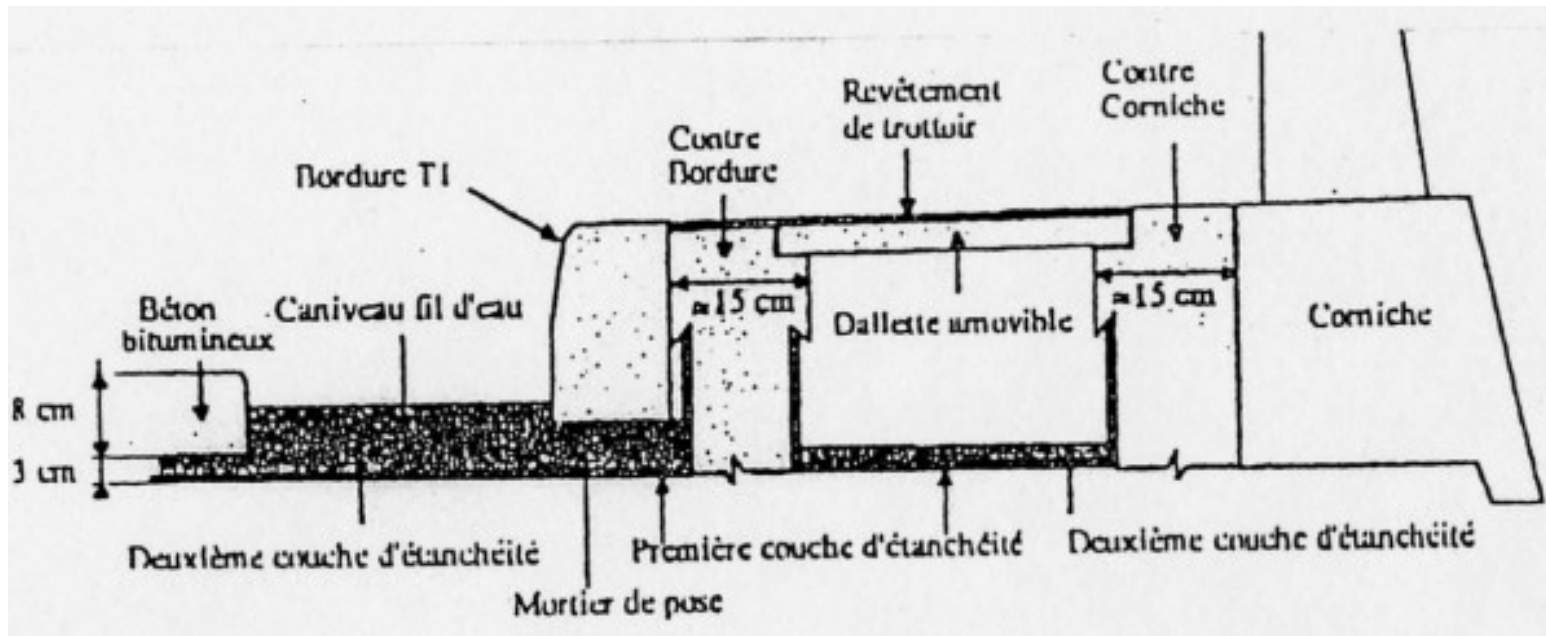 Contre
Corniche
Revêtement
de trottuir
Contre
Bordure
Bordure T1
Béton
bitumineux
Caniveau fil d'eau
≃15 cm
Dallette amovible
≃15 cm
Corniche
8 cm
3 cm
Deuxième couche d'étanchéité
Première couche d'étanchéité
Deuxième couche d'étanchéité
Mortier de pose